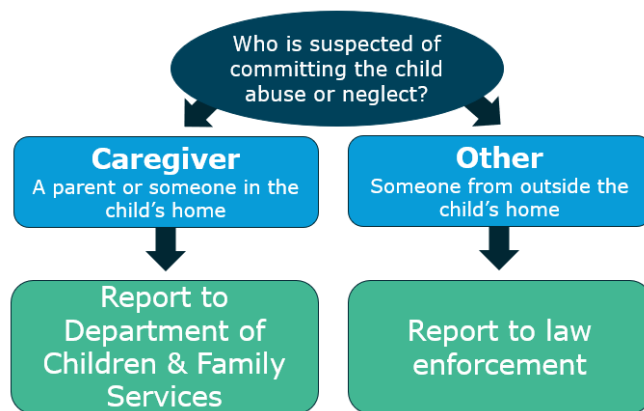 Who is suspected of
committing the child
abuse or neglect?
Caregiver
A parent or someone in the
child's home
Other
Someone from outside the
child's home
Report to
Department of
Children & Family
Services
Report to law
enforcement